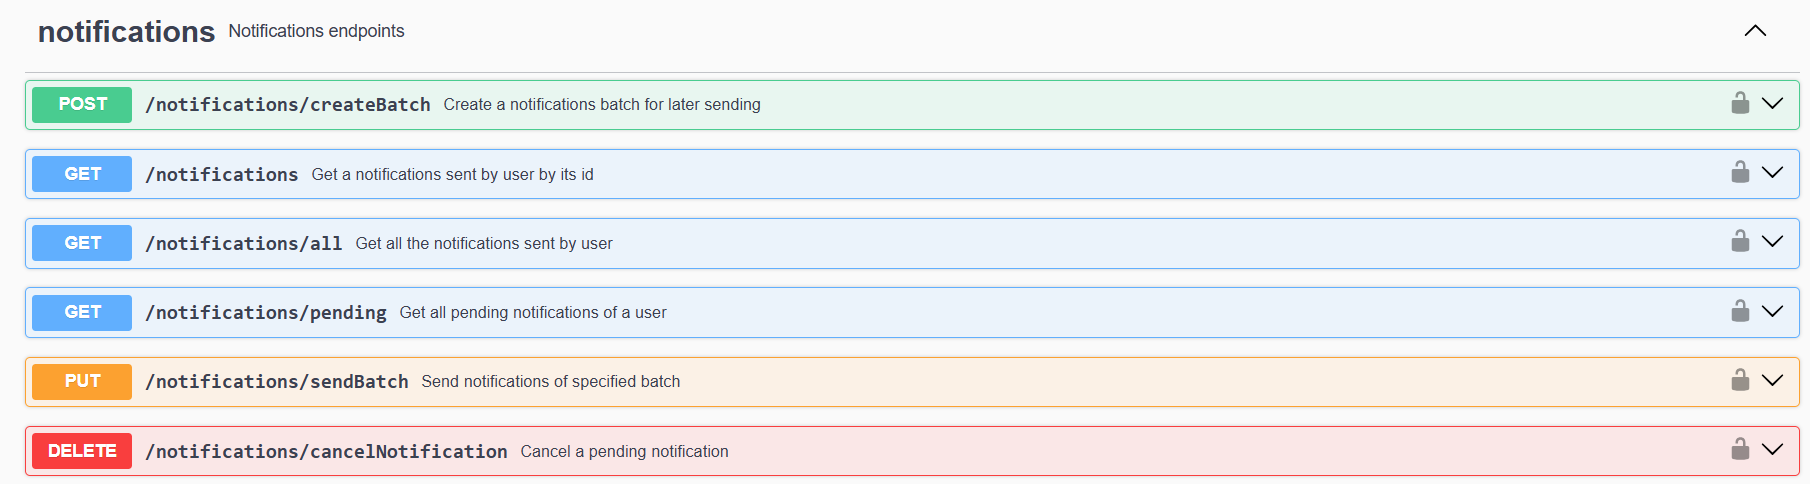 notifications Notifications endpoints
POST /notifications/createBatch Create a notifications batch for later sending
GET /notifications Get a notifications sent by user by its id
GET /notifications/all Get all the notifications sent by user
GET /notifications/pending Get all pending notifications of a user
PUT /notifications/sendBatch Send notifications of specified batch
DELETE /notifications/cancelNotification Cancel a pending notification